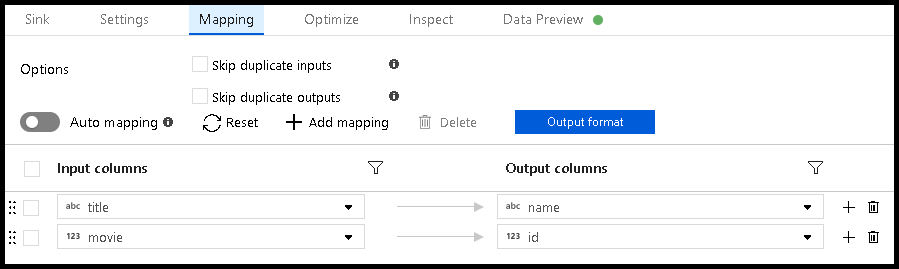 Sink Settings Mapping Optimize Inspect Data Preview
Options Skip duplicate inputs
Skip duplicate outputs
Auto mapping Reset + Add mapping Delete Output format
Input columns Output columns
abc title abc name
123 movie 123 id